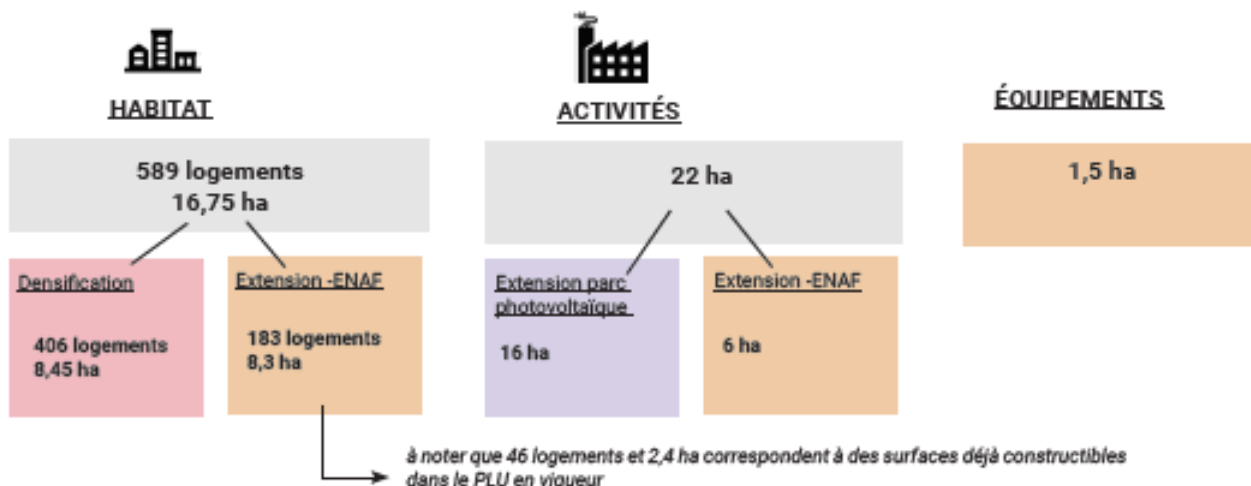 HABITAT
589 logements
16,75 ha
Densification
406 logements
8,45 ha
Extension -ENAF
183 logements
8,3 ha
à noter que 46 logements et 2,4 ha correspondent à des surfaces déjà constructibles
dans le PLU en vigueur
ACTIVITÉS
22 ha
Extension parc
photovoltaïque
16 ha
Extension -ENAF
6 ha
ÉQUIPEMENTS
1,5 ha